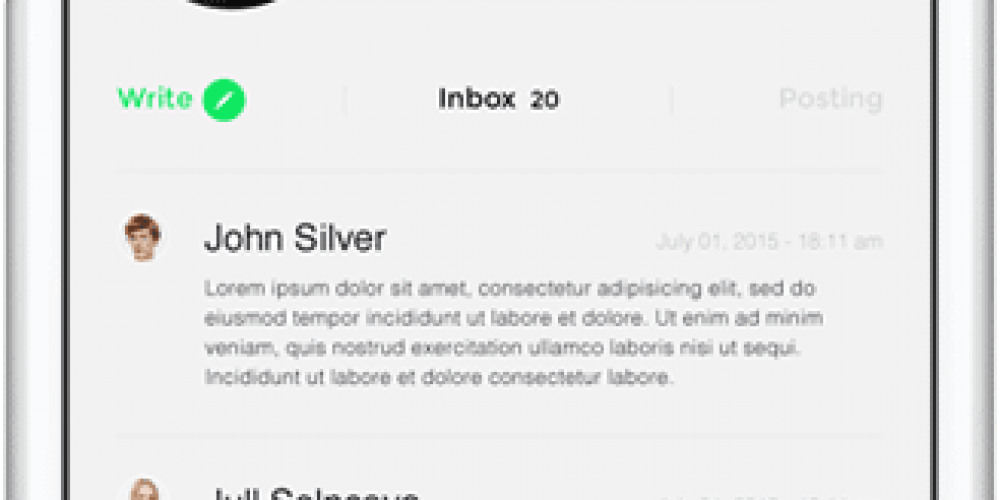 Write
Inbox 20
Posting
John Silver
July 01, 2015 - 18:11 am
Lorem ipsum dolor sit amet, consectetur adipisicing elit, sed do
eiusmod tempor incididunt ut labore et dolore. Ut enim ad minim
veniam, quis nostrud exercitation ullamco laboris nisi ut sequi.
Incididunt ut labore et dolore consectetur labore.